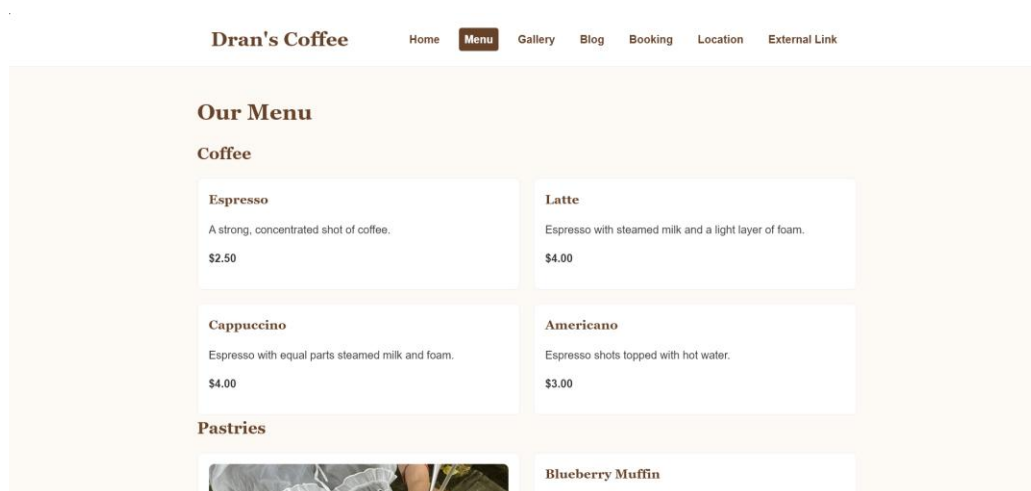 Dran's Coffee
Home Menu Gallery Blog Booking Location External Link
Our Menu
Coffee
Espresso
A strong, concentrated shot of coffee.
$2.50
Latte
Espresso with steamed milk and a light layer of foam.
$4.00
Cappuccino
Espresso with equal parts steamed milk and foam.
$4.00
Americano
Espresso shots topped with hot water.
$3.00
Pastries
Blueberry Muffin